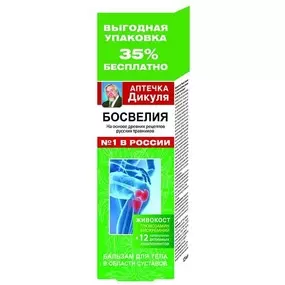 ВЫГОДНАЯ
УПАКОВКА
35%
БЕСПЛАТНО
АПТЕЧКА
Дикуля
БОСВЕЛИЯ
На основе древних рецептов
русских травников
№1 В РОССИИ
ЖИВОКОСТ
+ 12
БАЛЬЗАМ ДЛЯ ТЕЛА
В ОБЛАСТИ СУСТАВОВ